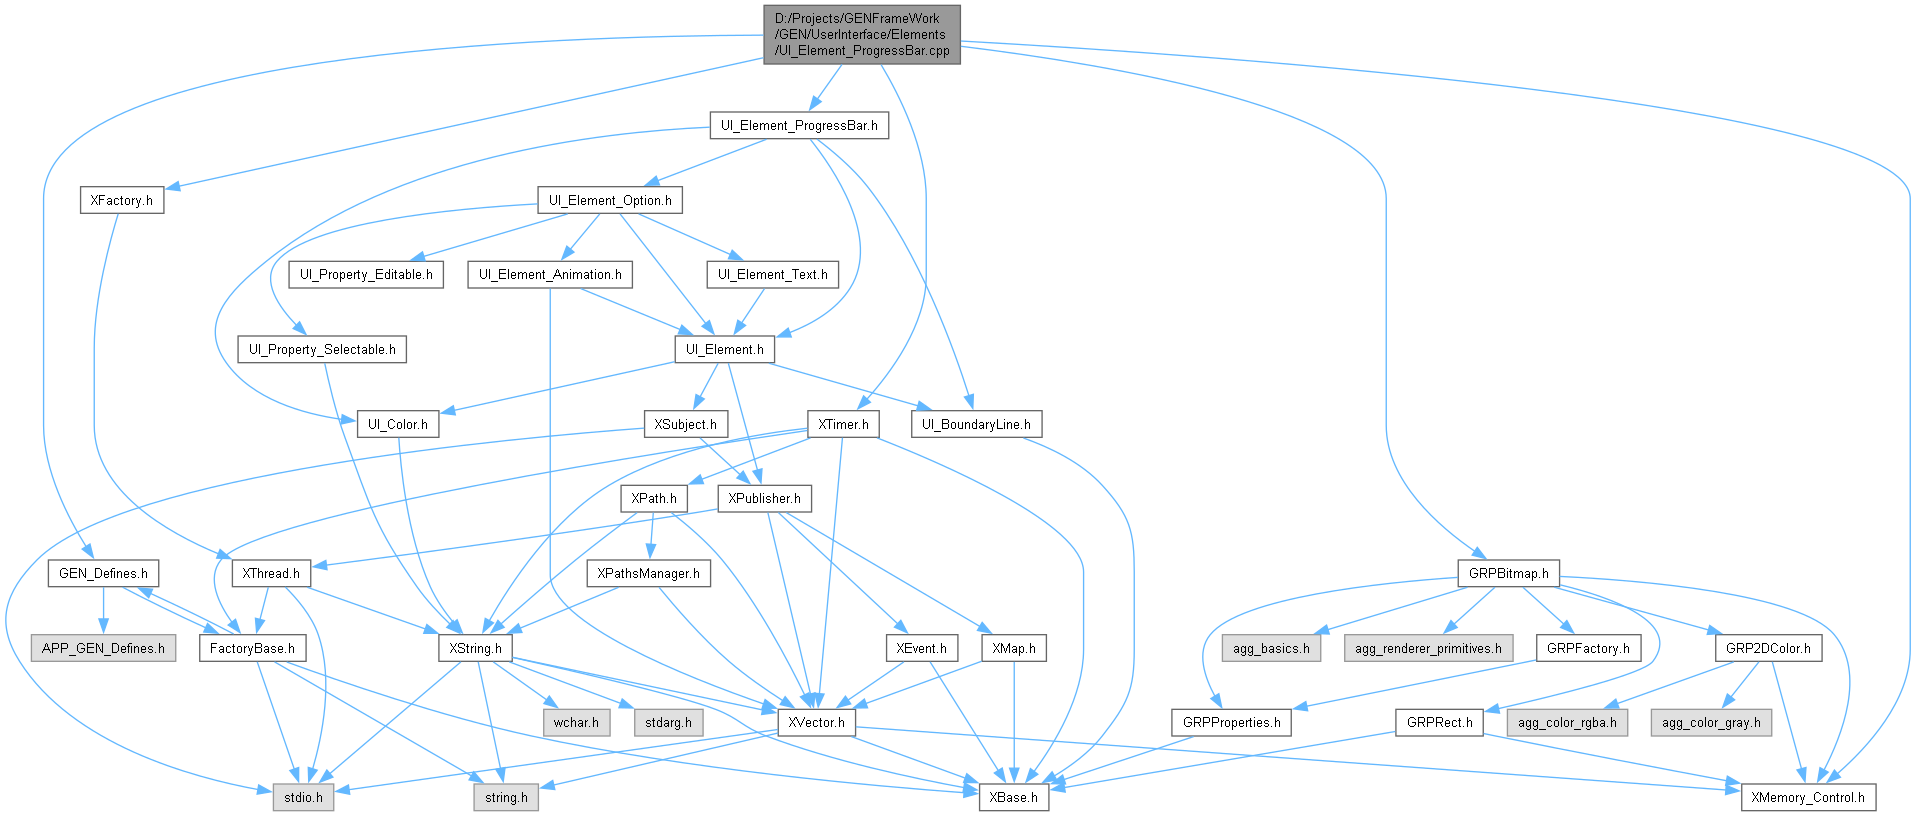 D:/Projects/GENFrameWork
/GEN/UserInterface/Elements
/UI_Element_ProgressBar.cpp
UI_Element_ProgressBar.h
XFactory.h
UI_Element_Option.h
UI_Property_Editable.h
UI_Element_Animation.h
UI_Element_Text.h
UI_Property_Selectable.h
UI_Element.h
UI_Color.h
XSubject.h
XTimer.h
UI_BoundaryLine.h
XPath.h
XPublisher.h
GEN_Defines.h
XThread.h
XPathsManager.h
GRPBitmap.h
APP_GEN_Defines.h
FactoryBase.h
XString.h
XEvent.h
XMap.h
agg_basics.h
agg_renderer_primitives.h
GRPFactory.h
GRP2DColor.h
wchar.h
stdarg.h
XVector.h
GRPProperties.h
GRPRect.h
agg_color_rgba.h
agg_color_gray.h
stdio.h
string.h
XBase.h
XMemory_Control.h